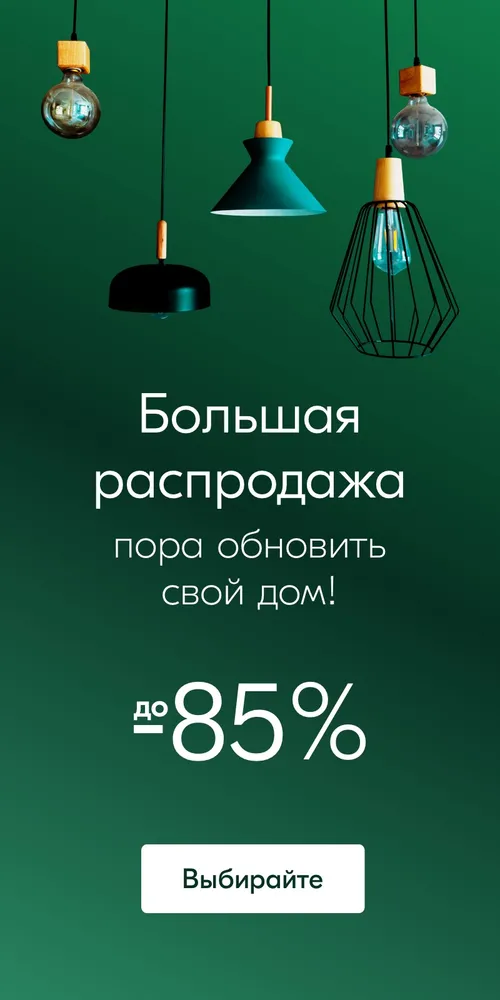 Большая
распродажа
пора обновить
свой дом!
до
-85%
Выбирайте